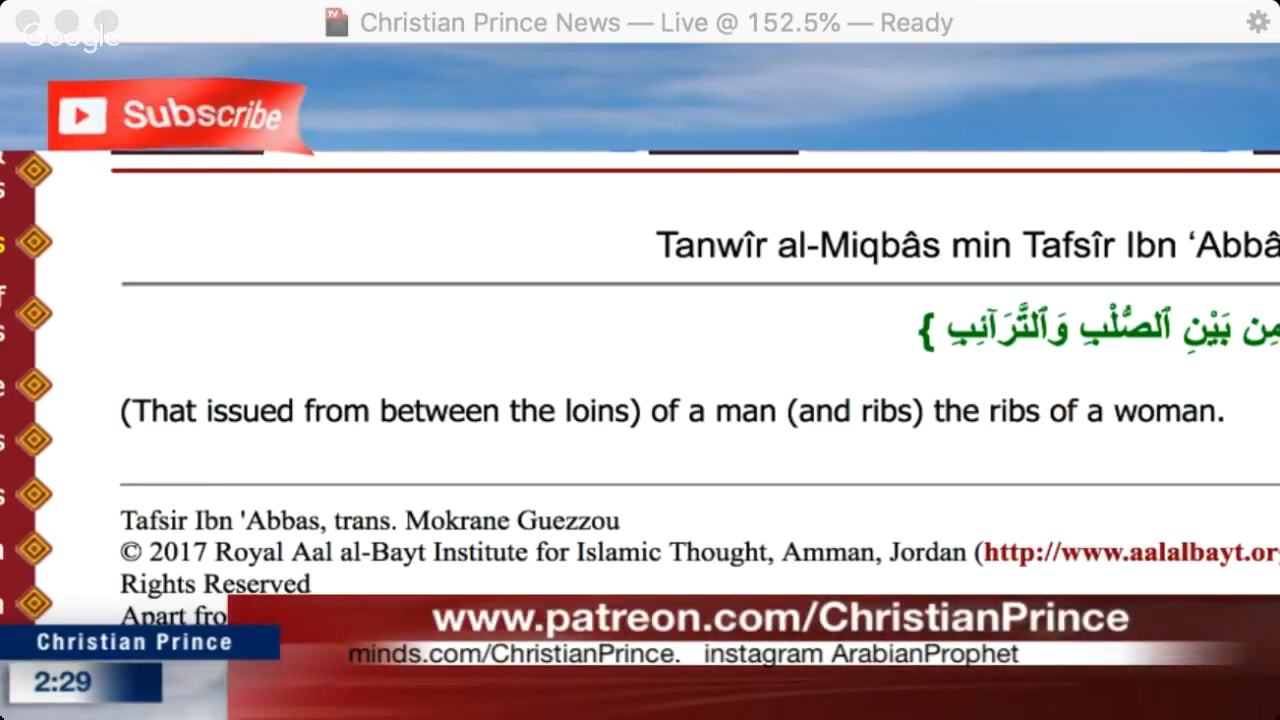 Christian Prince News — Live @ 152.5% — Ready
Google
Subscribe
Tanwîr al-Miqbâs min Tafsîr Ibn ‘Abbâ
مِن بَيْنِ ٱلصُّلْبِ وَٱلتَّرَآئِبِ }
(That issued from between the loins) of a man (and ribs) the ribs of a woman.
Tafsir Ibn 'Abbas, trans. Mokrane Guezzou
© 2017 Royal Aal al-Bayt Institute for Islamic Thought, Amman, Jordan (http://www.aalalbayt.or
Rights Reserved
Apart fro
www.patreon.com/ChristianPrince
Christian Prince
minds.com/ChristianPrince. instagram ArabianProphet
2:29